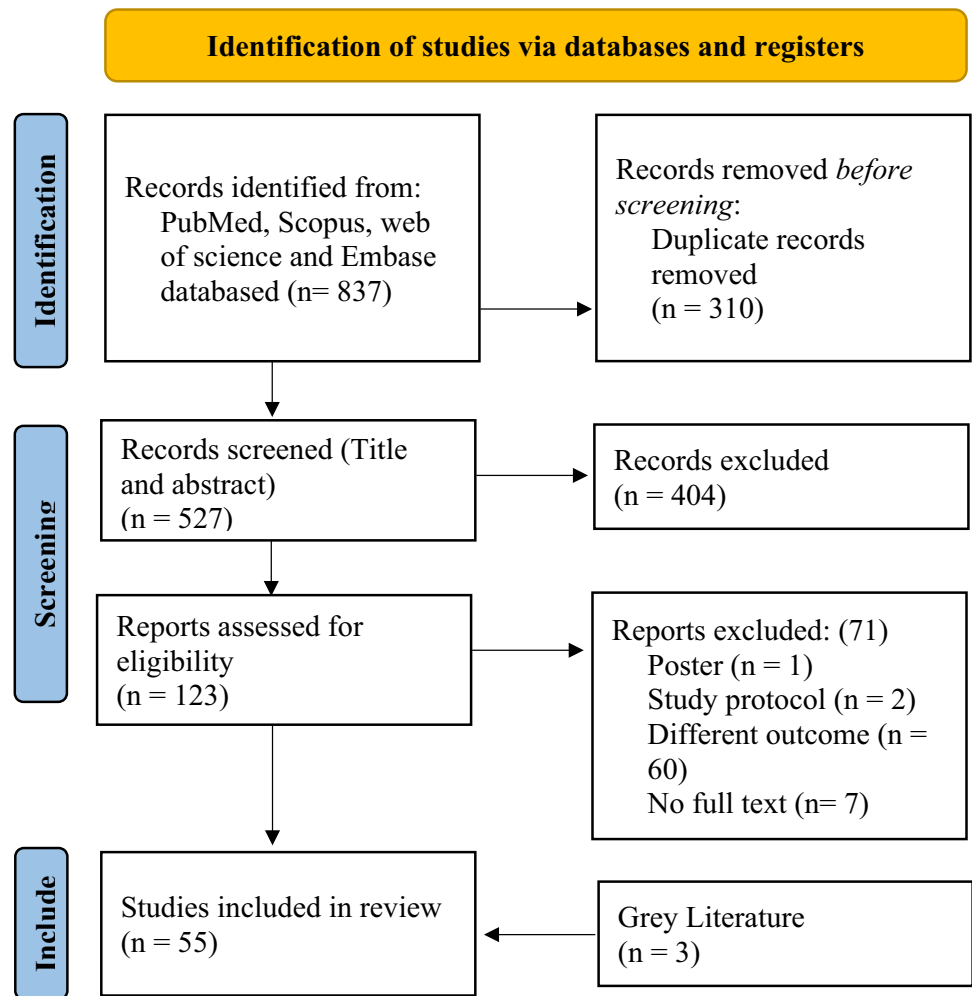 Identification of studies via databases and registers
Identification
Records identified from:
PubMed, Scopus, web
of science and Embase
databased (n= 837)
Records removed before
screening:
Duplicate records
removed
(n = 310)
Screening
Records screened (Title
and abstract)
(n = 527)
Records excluded
(n = 404)
Reports assessed for
eligibility
(n = 123)
Reports excluded: (71)
Poster (n = 1)
Study protocol (n = 2)
Different outcome (n =
60)
No full text (n= 7)
Include
Studies included in review
(n = 55)
Grey Literature
(n = 3)